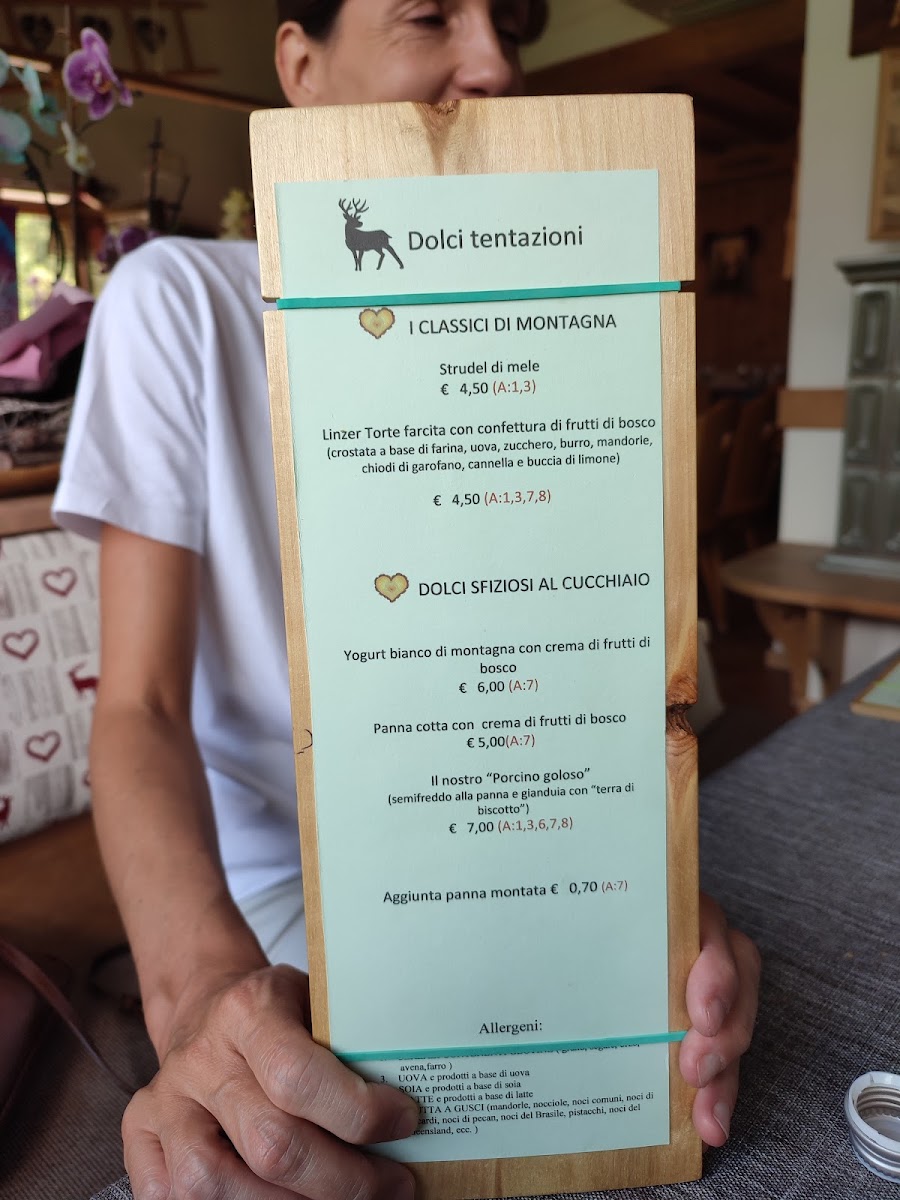 Dolci tentazioni
I CLASSICI DI MONTAGNA
Strudel di mele
€ 4,50 (A:1,3)
Linzer Torte farcita con confettura di frutti di bosco
(crostata a base di farina, uova, zucchero, burro, mandorle,
chiodi di garofano, cannella e buccia di limone)
€ 4,50 (A:1,3,7,8)
DOLCI SFIZIOSI AL CUCCHIAIO
Yogurt bianco di montagna con crema di frutti di
bosco
€ 6,00 (A:7)
Panna cotta con crema di frutti di bosco
€ 5,00(A:7)
Il nostro “Porcino goloso”
(semifreddo alla panna e gianduia con “terra di
biscotto”)
€ 7,00 (A:1,3,6,7,8)
Aggiunta panna montata € 0,70 (A:7)
Allergeni:
avena,farro )
3. UOVA e prodotti a base di uova
SOIA e prodotti a base di soia
TTE e prodotti a base di latte
TTA A GUSCI (mandorle, nocciole, noci comuni, noci di
ardi, noci di pecan, noci del Brasile, pistacchi, noci del
eensland, ecc. )